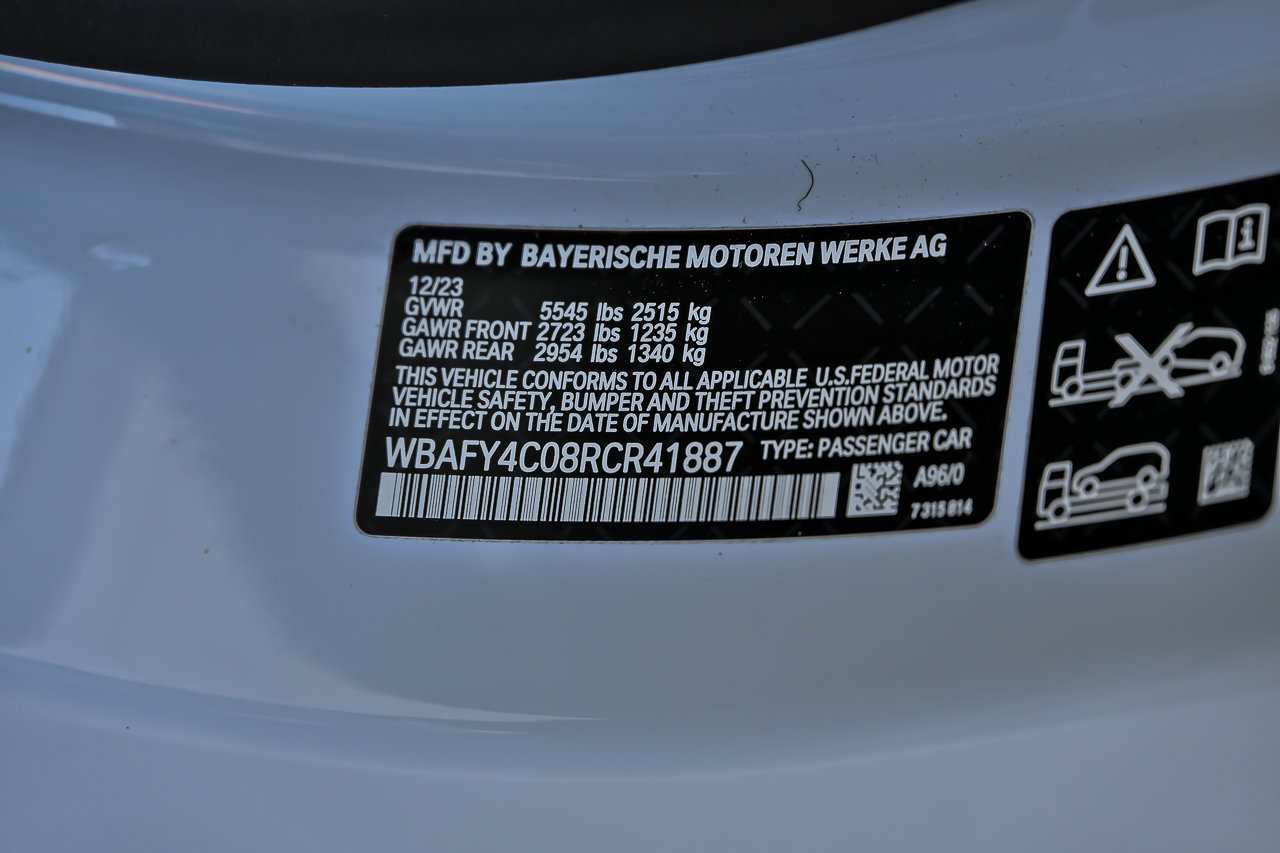 MFD BY BAYERISCHE MOTOREN WERKE AG
12/23
GVWR 5545 lbs 2515 kg
GAWR FRONT 2723 lbs 1235 kg
GAWR REAR 2954 lbs 1340 kg
THIS VEHICLE CONFORMS TO ALL APPLICABLE U.S.FEDERAL MOTOR
VEHICLE SAFETY, BUMPER AND THEFT PREVENTION STANDARDS
IN EFFECT ON THE DATE OF MANUFACTURE SHOWN ABOVE.
WBAFY4C08RCR41887 TYPE: PASSENGER CAR
A96/0
7315814